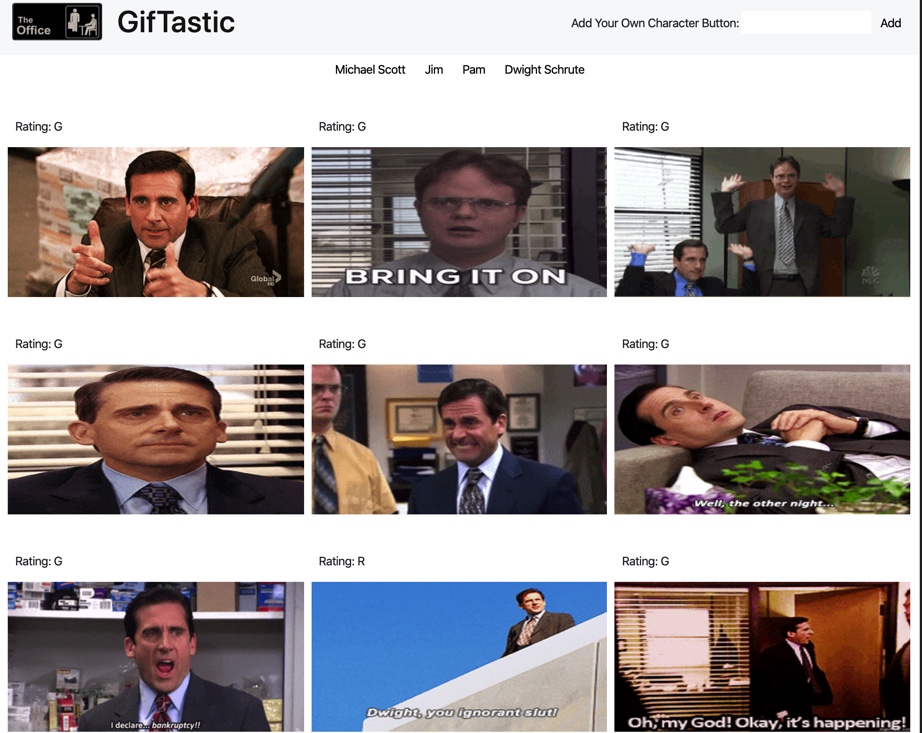 The
Office
GifTastic
Add Your Own Character Button:
Add
Michael Scott Jim Pam Dwight Schrute
Rating: G
Rating: G
Rating: G
Global
HD
BRING IT ON
NBC
Rating: G
Rating: G
Rating: G
Well, the other night...
Rating: G
Rating: R
Rating: G
I declare... bankruptcy!!
Dwight, you ignorant slut!
Oh, my God! Okay, it's happening!